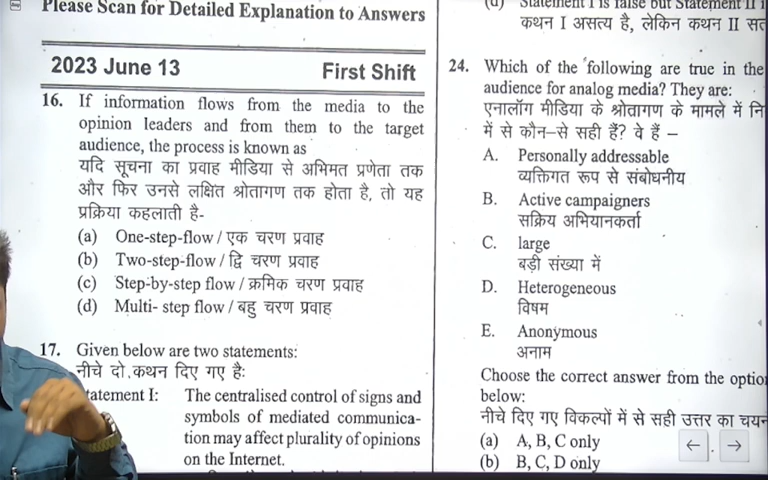 Please Scan for Detailed Explanation to Answers
2023 June 13 First Shift
16. If information flows from the media to the
opinion leaders and from them to the target
audience, the process is known as
यदि सूचना का प्रवाह मीडिया से अभिमत प्रणेता तक
और फिर उनसे लक्षित श्रोतागण तक होता है, तो यह
प्रक्रिया कहलाती है-
(a) One-step-flow / एक चरण प्रवाह
(b) Two-step-flow / द्वि चरण प्रवाह
(c) Step-by-step flow / क्रमिक चरण प्रवाह
(d) Multi- step flow / बहु चरण प्रवाह
17. Given below are two statements:
नीचे दो कथन दिए गए है:
tatement I: The centralised control of signs and
symbols of mediated communica-
tion may affect plurality of opinions
on the Internet.
(d) Statement I is false but Statement II i
कथन I असत्य है, लेकिन कथन II सत
24. Which of the following are true in the
audience for analog media? They are:
एनालॉग मीडिया के श्रोतागण के मामले में नि
में से कौन-से सही हैं? वे हैं –
A. Personally addressable
व्यक्तिगत रूप से संबोधनीय
B. Active campaigners
सक्रिय अभियानकर्ता
C. large
बड़ी संख्या में
D. Heterogeneous
विषम
E. Anonymous
अनाम
Choose the correct answer from the optio
below:
नीचे दिए गए विकल्पों में से सही उत्तर का चयन
(a) A, B, C only
(b) B, C, D only